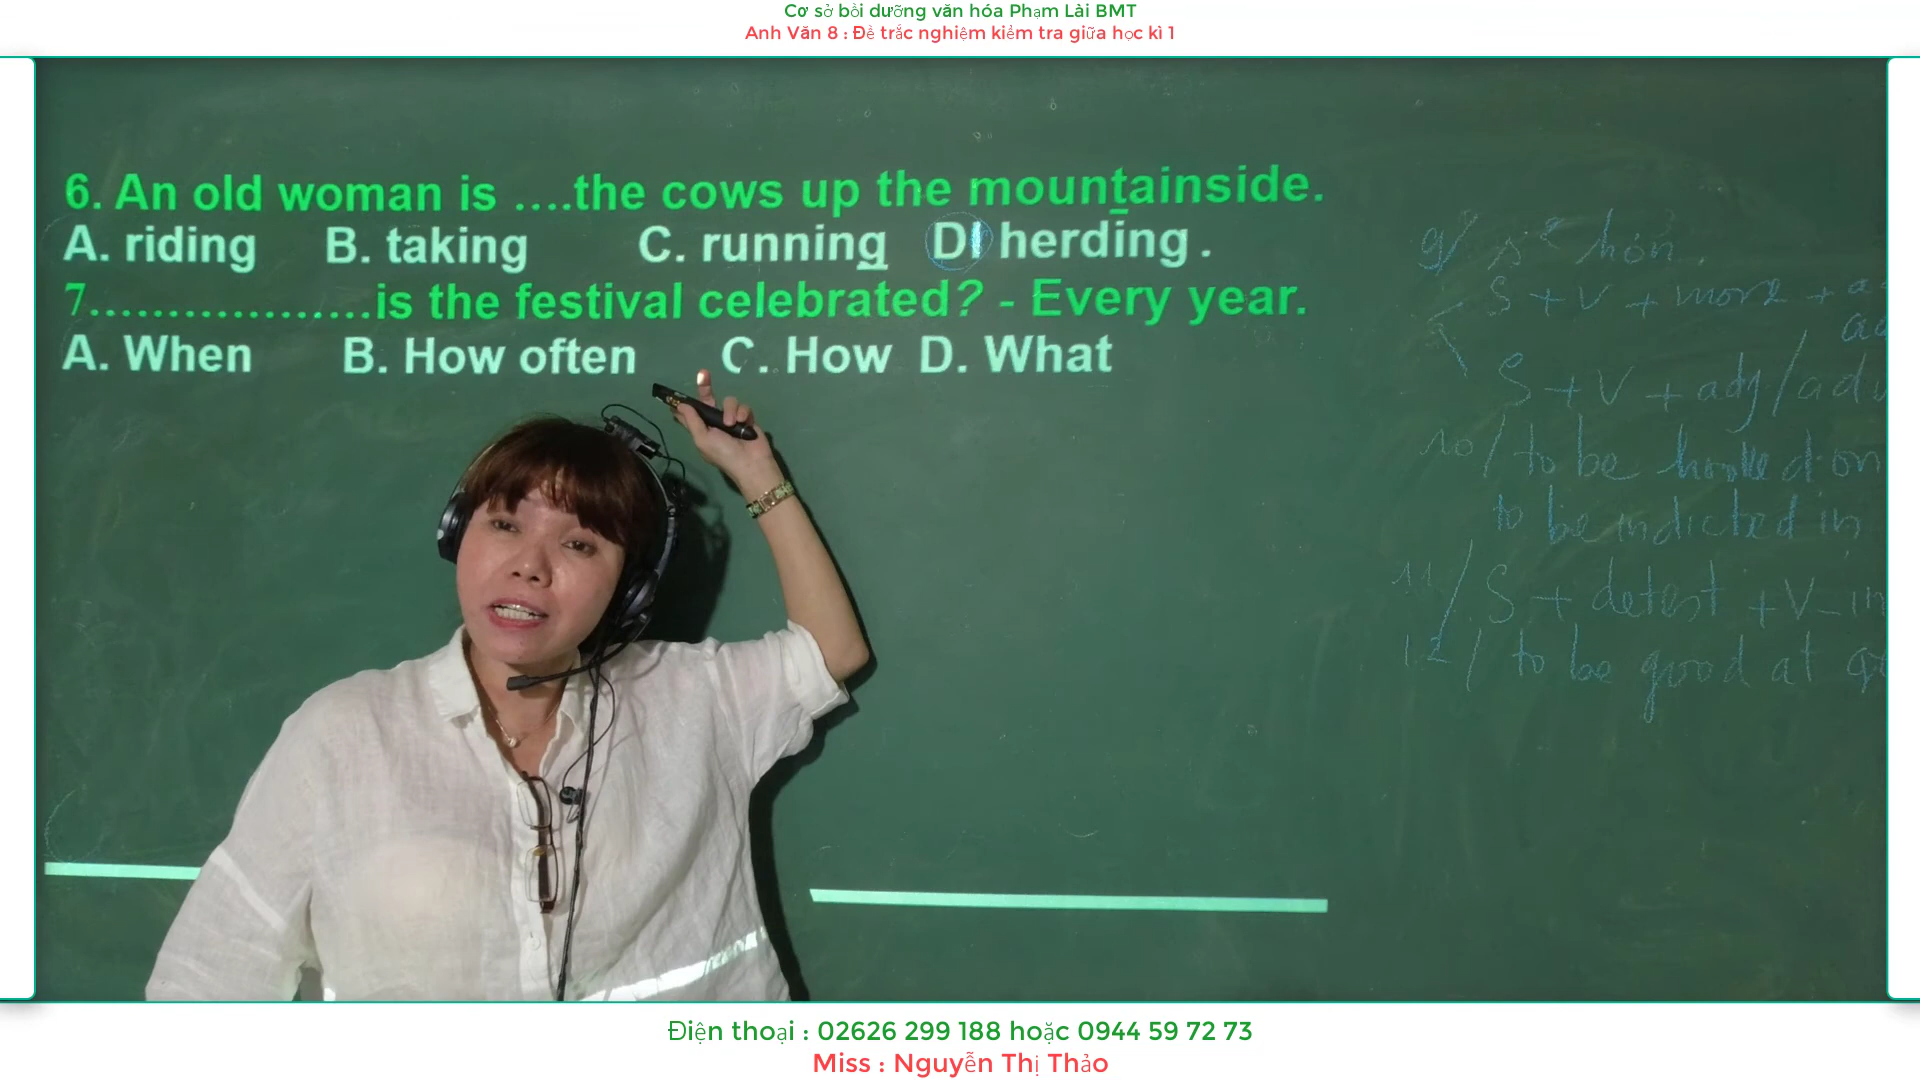 Cơ sở bồi dưỡng văn hóa Phạm Lài BMT
Anh Văn 8 : Đề trắc nghiệm kiểm tra giữa học kì 1
6. An old woman is ....the cows up the mountainside.
A. riding B. taking C. running D herding .
7..................is the festival celebrated? - Every year.
A. When B. How often C. How D. What
9/ s² hơn.
S + V + more + a
S + V + adj/adv
10/ to be hooked on
to be indicted in
11/ S + detest + V-in
12/ to be good at
Điện thoại : 02626 299 188 hoặc 0944 59 72 73
Miss : Nguyễn Thị Thảo